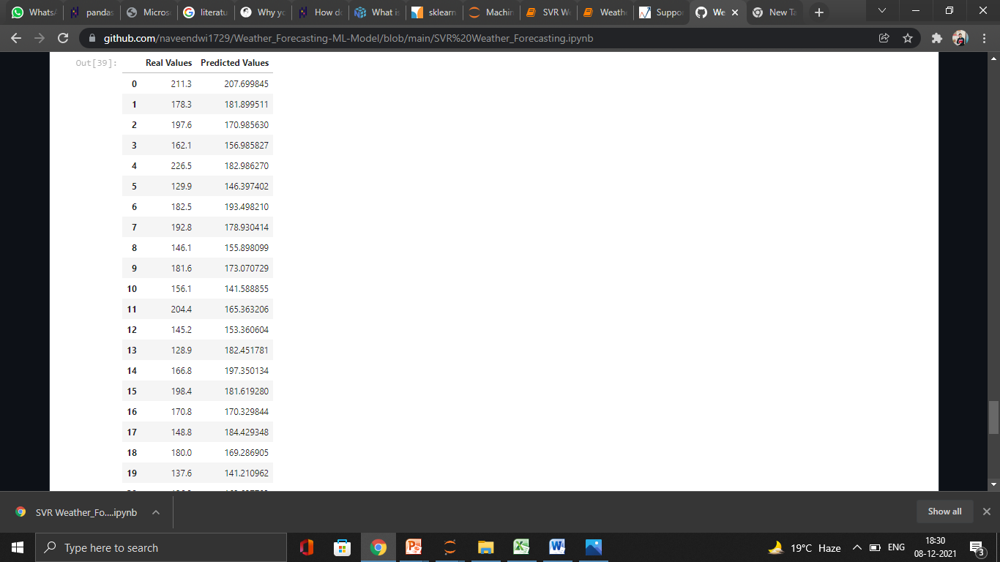 WhatsA
pandas
Micros
literatu
Why yo
How do
What is
sklearn
Machin
SVR We
Weathe
Suppo
We
New Ta
github.com/naveendwi1729/Weather_Forecasting-ML-Model/blob/main/SVR%20Weather_Forecasting.ipynb
Out[39]: Real Values Predicted Values
0 211.3 207.699845
1 178.3 181.899511
2 197.6 170.985630
3 162.1 156.985827
4 226.5 182.986270
5 129.9 146.397402
6 182.5 193.498210
7 192.8 178.930414
8 146.1 155.898099
9 181.6 173.070729
10 156.1 141.588855
11 204.4 165.363206
12 145.2 153.360604
13 128.9 182.451781
14 166.8 197.350134
15 198.4 181.619280
16 170.8 170.329844
17 148.8 184.429348
18 180.0 169.286905
19 137.6 141.210962
SVR Weather_Fo....ipynb
Show all
Type here to search
19°C Haze
ENG
18:30
08-12-2021
3